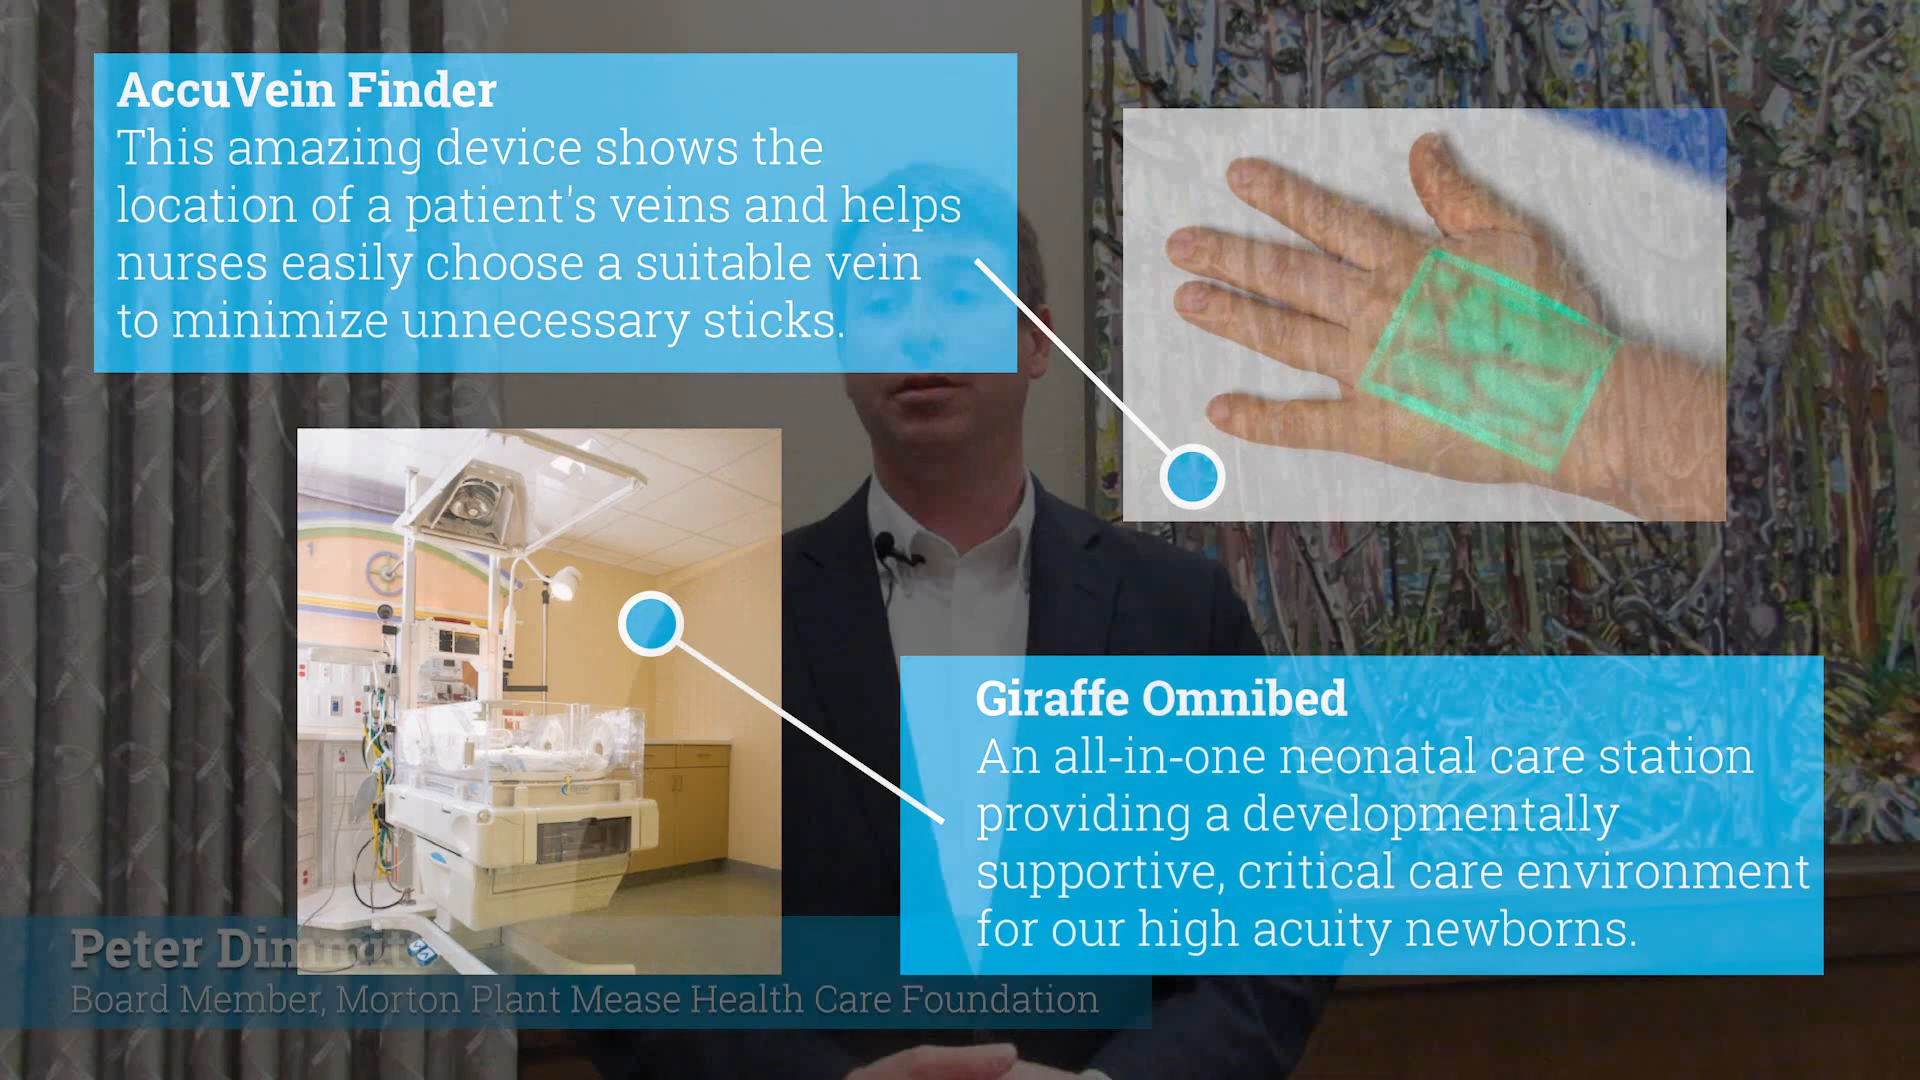 AccuVein Finder
This amazing device shows the
location of a patient's veins and helps
nurses easily choose a suitable vein
to minimize unnecessary sticks.
Giraffe Omnibed
An all-in-one neonatal care station
providing a developmentally
supportive, critical care environment
for our high acuity newborns.
Peter
Board Member, Morton Plant Mease Health Care Foundation